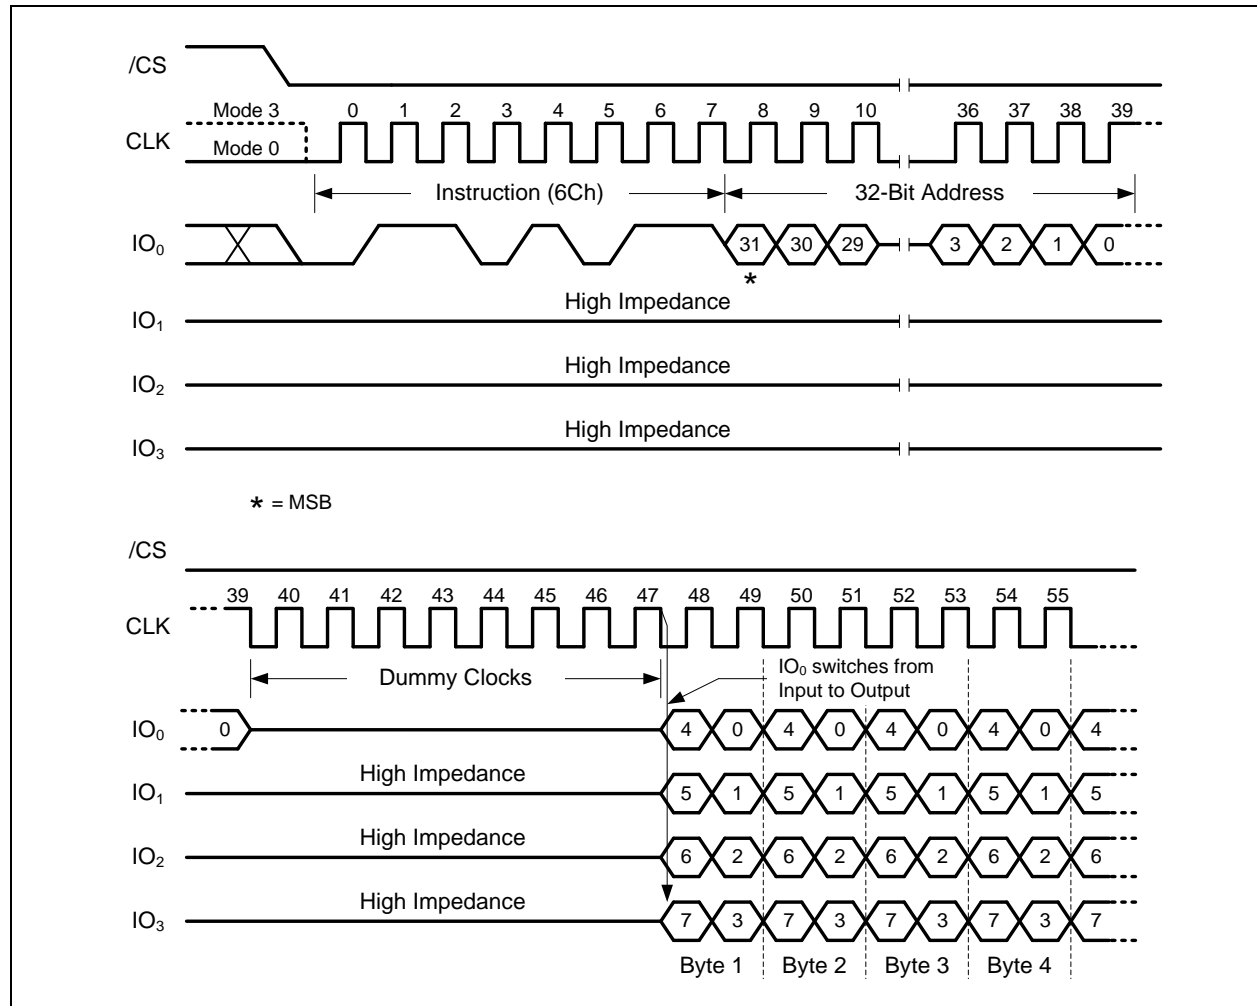 /CS
Mode 3 0 1 2 3 4 5 6 7 8 9 10 36 37 38 39
CLK
Mode 0
Instruction (6Ch) 32-Bit Address
IO0 31 30 29 3 2 1 0
*
High Impedance
IO1
High Impedance
IO2
High Impedance
IO3
* = MSB
/CS
39 40 41 42 43 44 45 46 47 48 49 50 51 52 53 54 55
CLK
Dummy Clocks
IO0 switches from
Input to Output
IO0 0 4 0 4 0 4 0 4 0 4
High Impedance
IO1 5 1 5 1 5 1 5 1 5
High Impedance
IO2 6 2 6 2 6 2 6 2 6
High Impedance
IO3 7 3 7 3 7 3 7 3 7
Byte 1 Byte 2 Byte 3 Byte 4